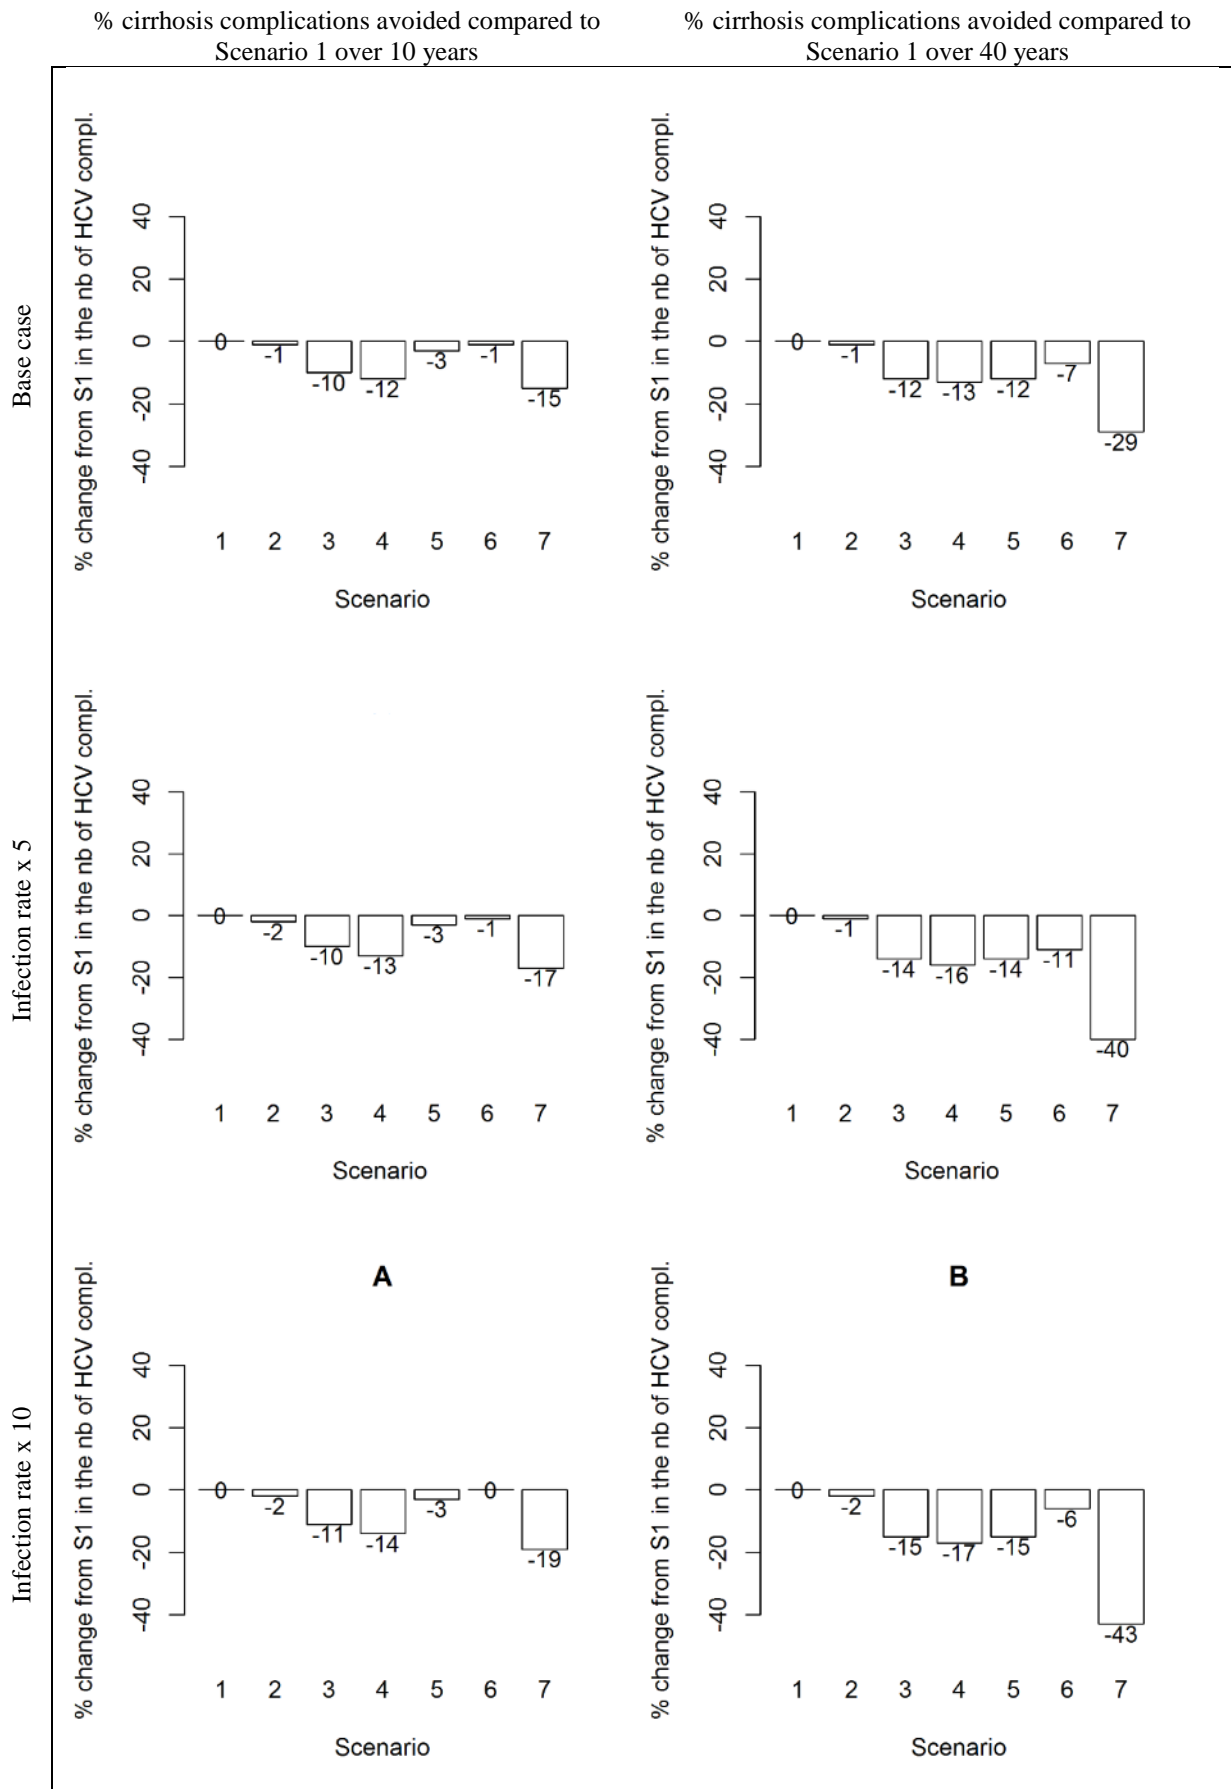 % cirrhosis complications avoided compared to
Scenario 1 over 10 years
% cirrhosis complications avoided compared to
Scenario 1 over 40 years
Base case
% change from S1 in the nb of HCV compl.
40
20
0
-20
-40
0
-1
-10
-12
-3
-1
-15
1 2 3 4 5 6 7
Scenario
% change from S1 in the nb of HCV compl.
40
20
0
-20
-40
0
-1
-12
-13
-12
-7
-29
1 2 3 4 5 6 7
Scenario
Infection rate x 5
% change from S1 in the nb of HCV compl.
40
20
0
-20
-40
0
-2
-10
-13
-3
-1
-17
1 2 3 4 5 6 7
Scenario
% change from S1 in the nb of HCV compl.
40
20
0
-20
-40
0
-1
-14
-16
-14
-11
-40
1 2 3 4 5 6 7
Scenario
Infection rate x 10
A
% change from S1 in the nb of HCV compl.
40
20
0
-20
-40
0
-2
-11
-14
-3
0
-19
1 2 3 4 5 6 7
Scenario
B
% change from S1 in the nb of HCV compl.
40
20
0
-20
-40
0
-2
-15
-17
-15
-6
-43
1 2 3 4 5 6 7
Scenario